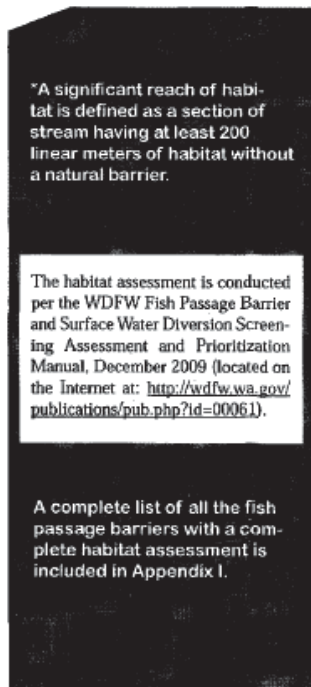 *A significant reach of habi-
tat is defined as a section of
stream having at least 200
linear meters of habitat without
a natural barrier.
The habitat assessment is conducted
per the WDFW Fish Passage Barrier
and Surface Water Diversion Screen-
ing Assessment and Prioritization
Manual, December 2009 (located on
the Internet at: http://wdfw.wa.gov/
publications/pub.php?id=00061).
A complete list of all the fish
passage barriers with a com-
plete habitat assessment is
included in Appendix I.